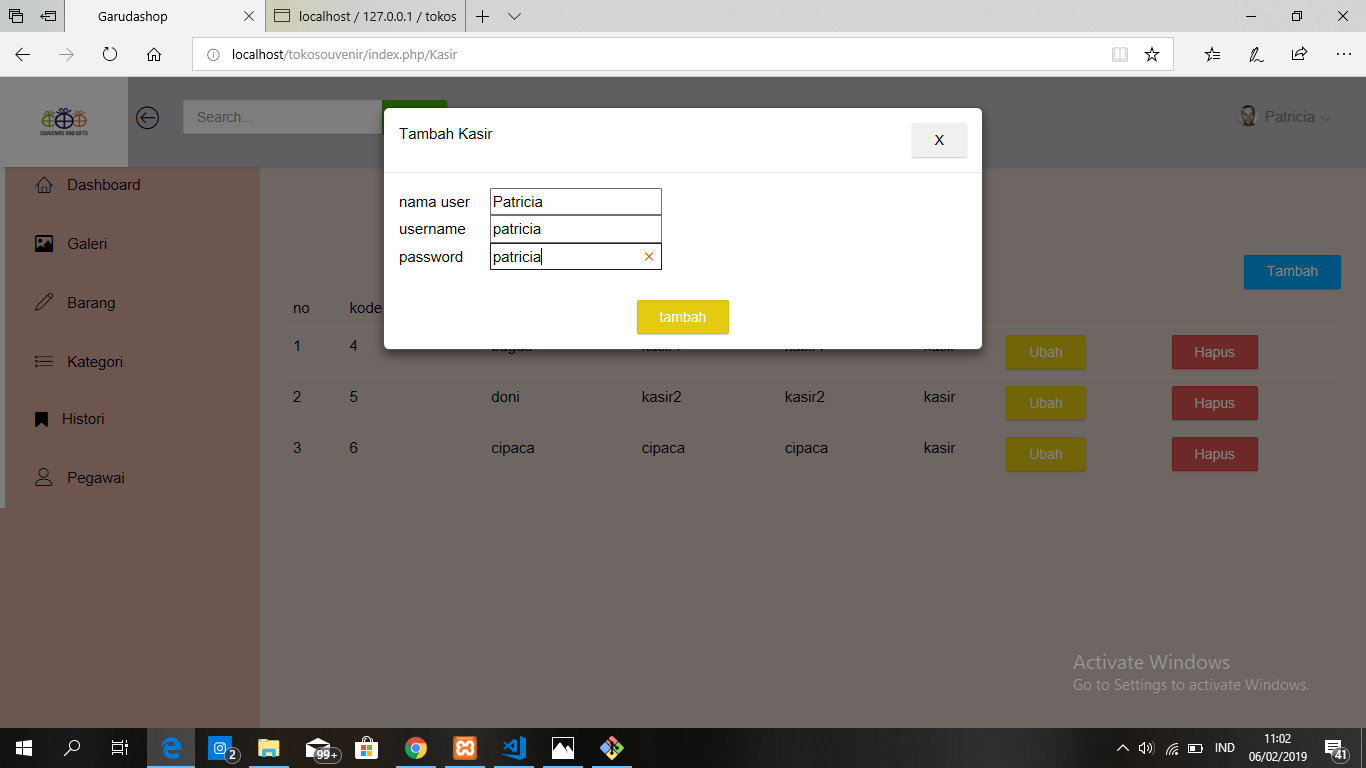 Garudashop
localhost / 127.0.0.1 / tokos
localhost/tokosouvenir/index.php/Kasir
SOUVENIRS AND GIFTS
Search...
Patricia
Tambah Kasir
X
nama user Patricia
username patricia
password patricia
tambah
Dashboard
Galeri
Barang
Kategori
Histori
Pegawai
Tambah
no kode
1 4 kasir Ubah Hapus
2 5 doni kasir2 kasir2 kasir Ubah Hapus
3 6 cipaca cipaca cipaca kasir Ubah Hapus
Activate Windows
Go to Settings to activate Windows.
2
99+
IND
11:02
06/02/2019
41